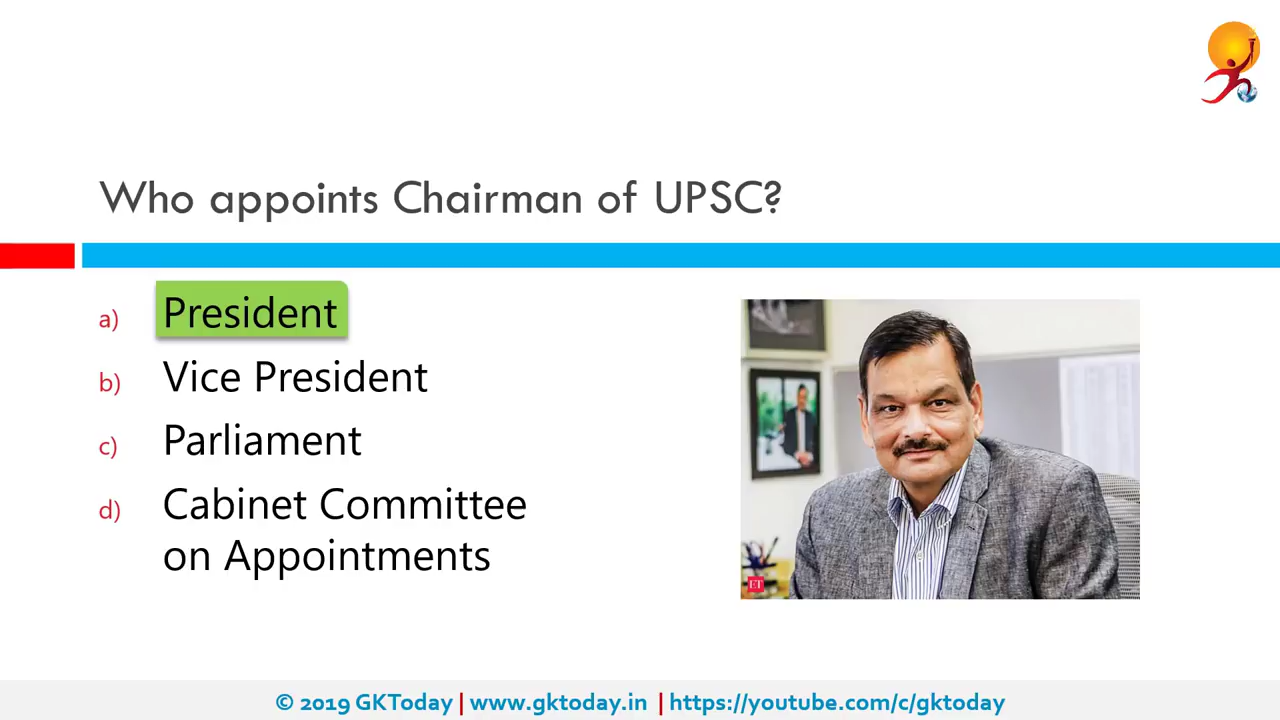 Who appoints Chairman of UPSC?
a) President
b) Vice President
c) Parliament
d) Cabinet Committee
on Appointments
ET
© 2019 GKToday | www.gktoday.in | https://youtube.com/c/gktoday